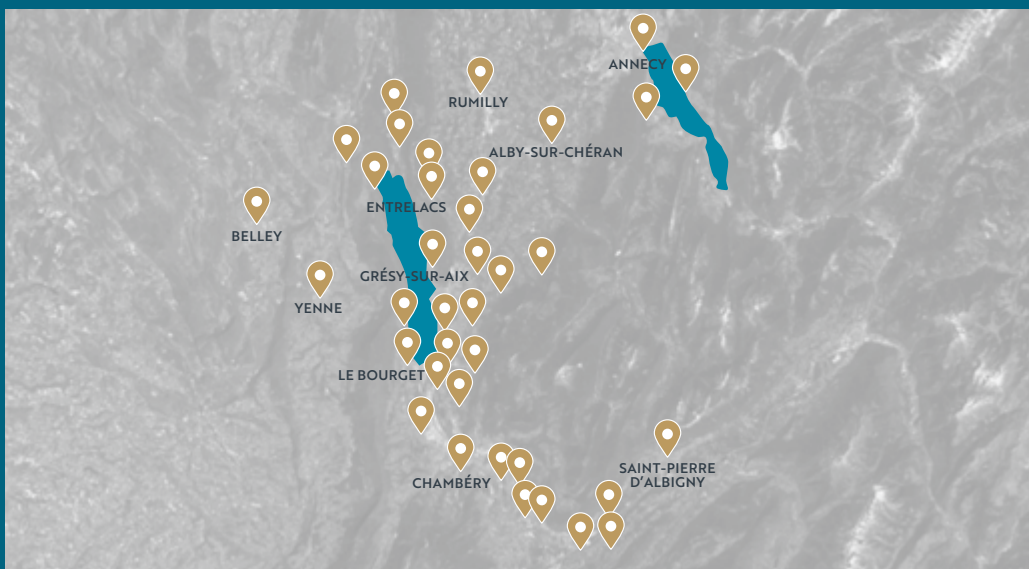 ANNECY
RUMILLY
ALBY-SUR-CHÉRAN
ENTRELACS
BELLEY
GRÉSY-SUR-AIX
YENNE
LE BOURGET
CHAMBÉRY
SAINT-PIERRE
D'ALBIGNY